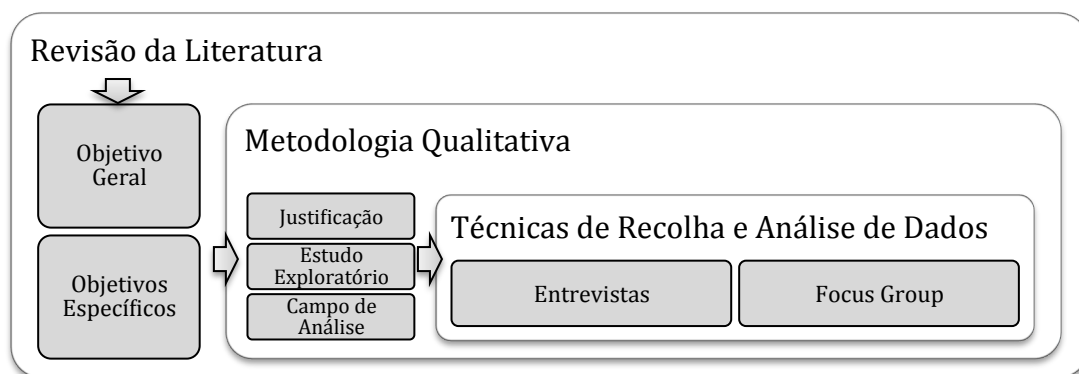 Revisão da Literatura
Objetivo
Geral
Objetivos
Específicos
Metodologia Qualitativa
Justificação
Estudo
Exploratório
Campo de
Análise
Técnicas de Recolha e Análise de Dados
Entrevistas
Focus Group